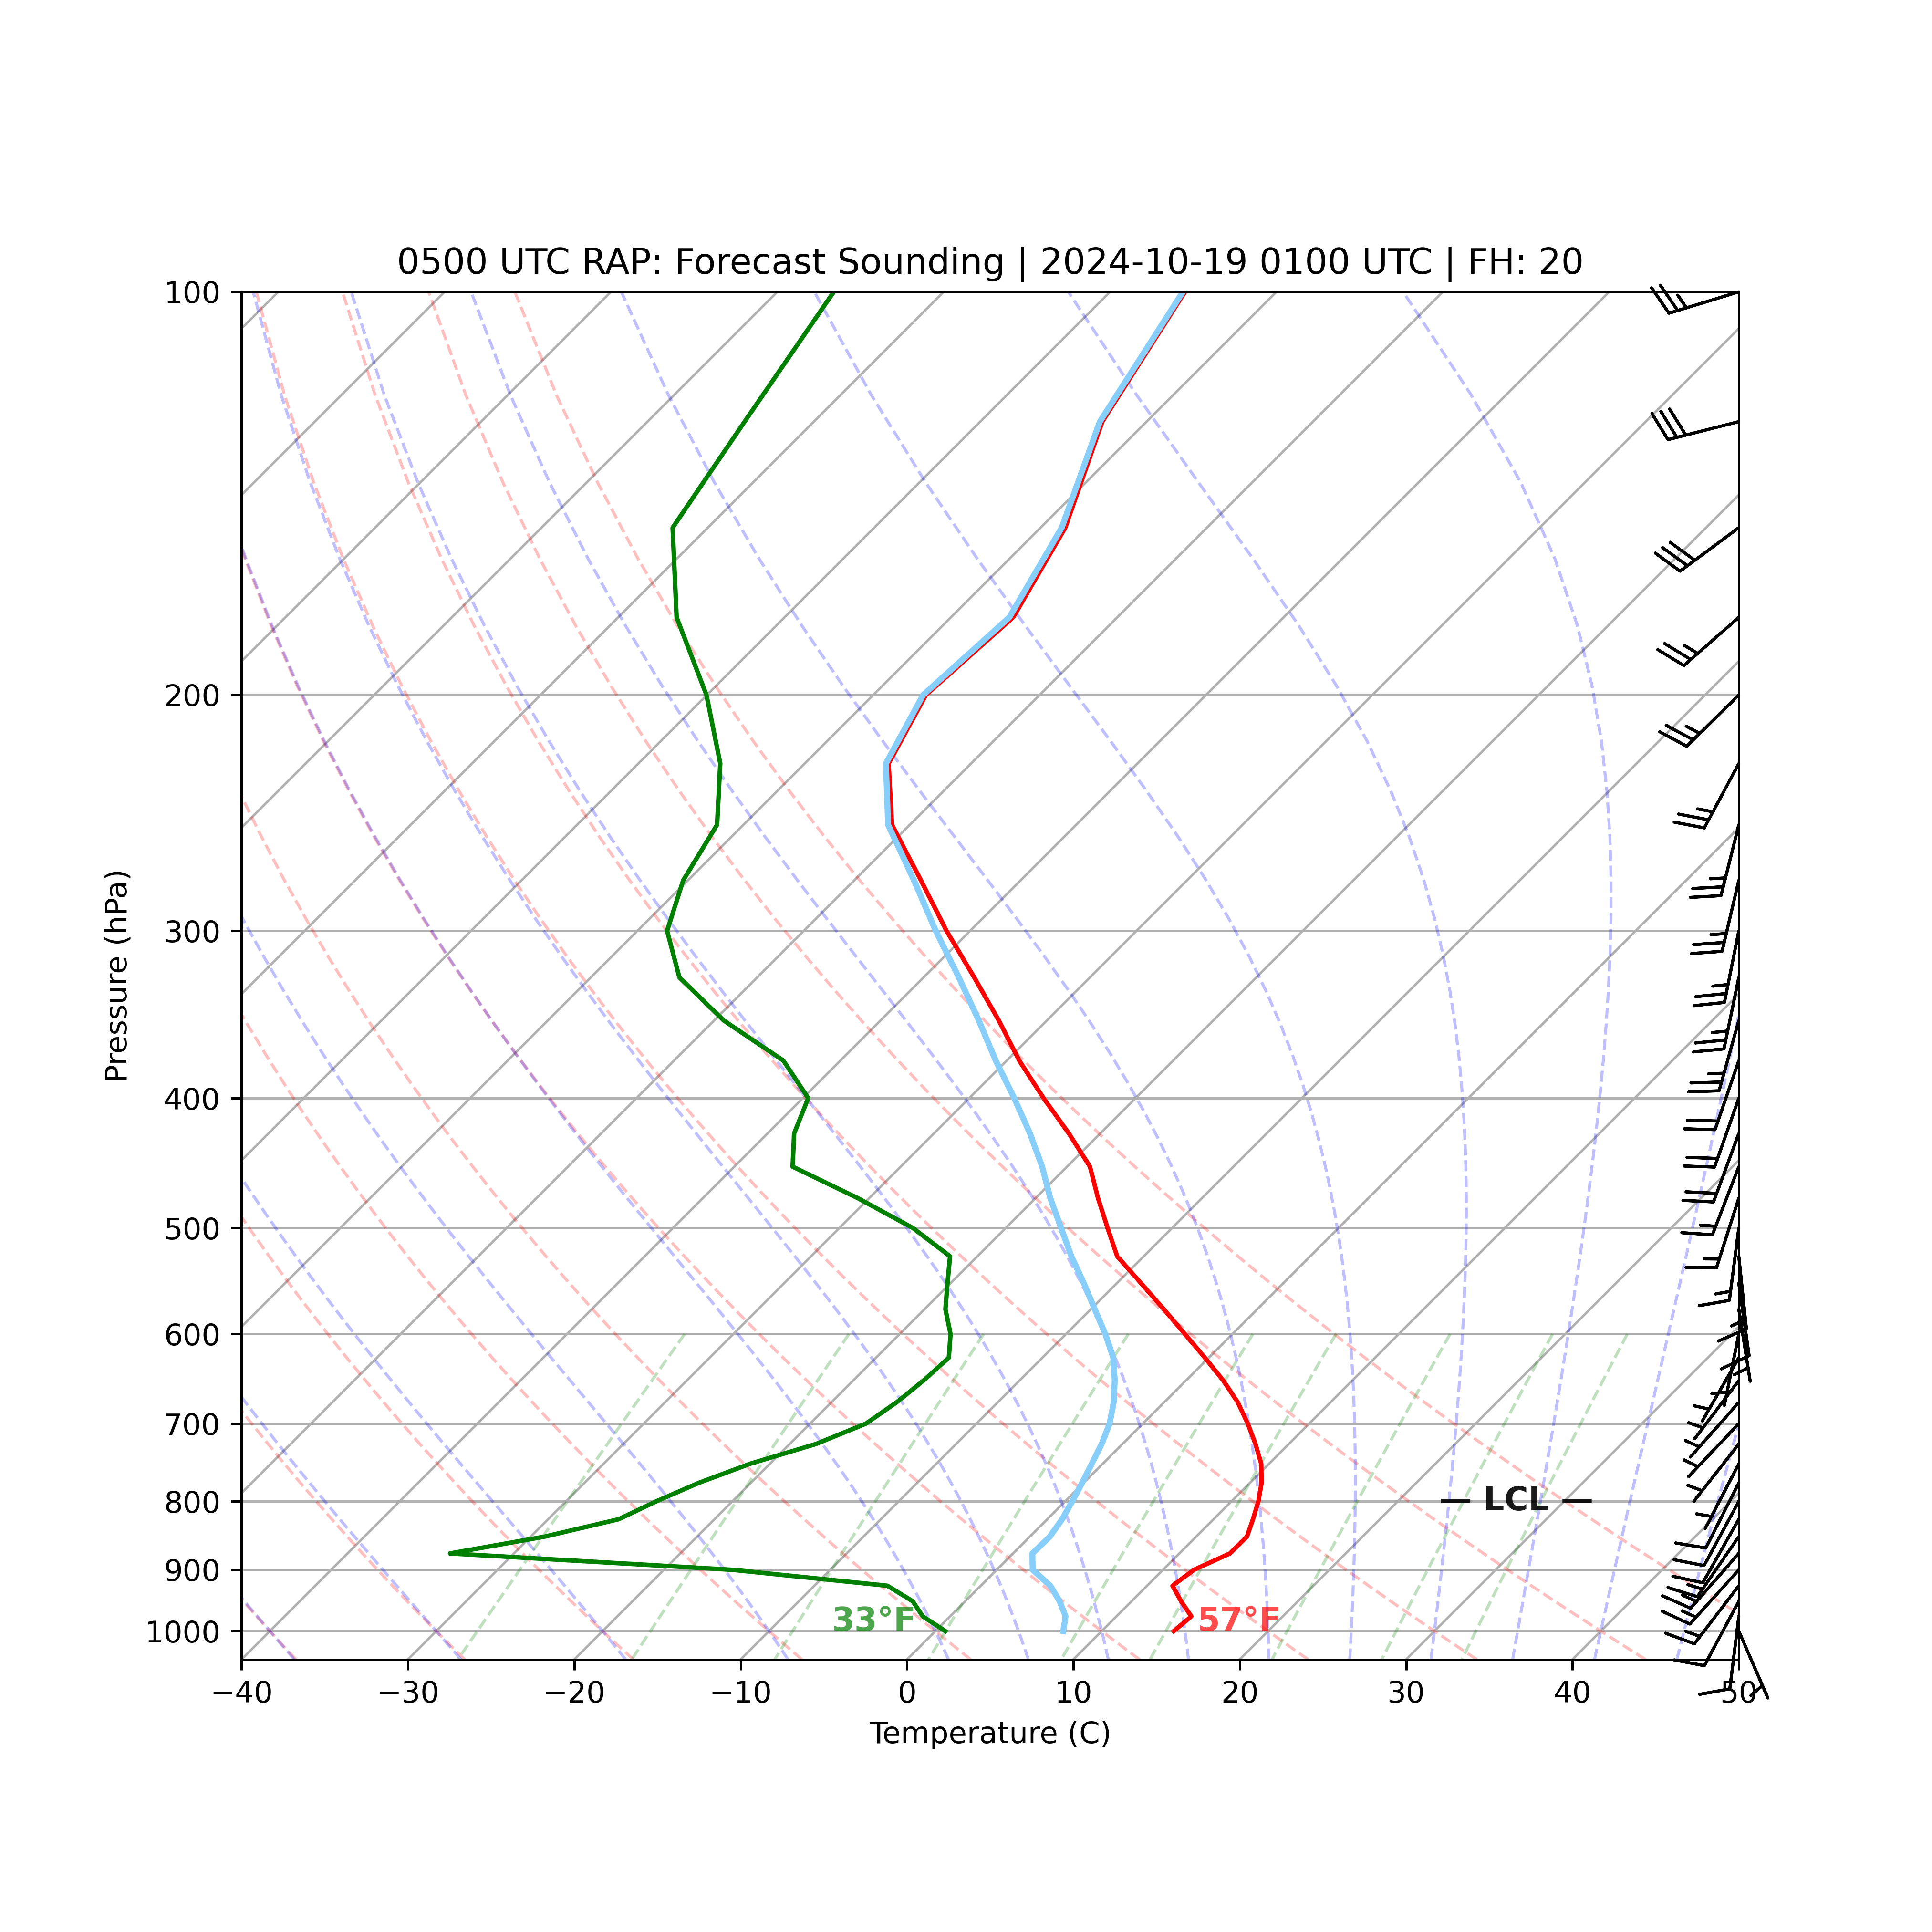 0500 UTC RAP: Forecast Sounding | 2024-10-19 0100 UTC | FH: 20
100
200
300
400
500
600
700
800
900
1000
Pressure (hPa)
LCL
33°F
57°F
−40 −30 −20 −10 0 10 20 30 40 50
Temperature (C)